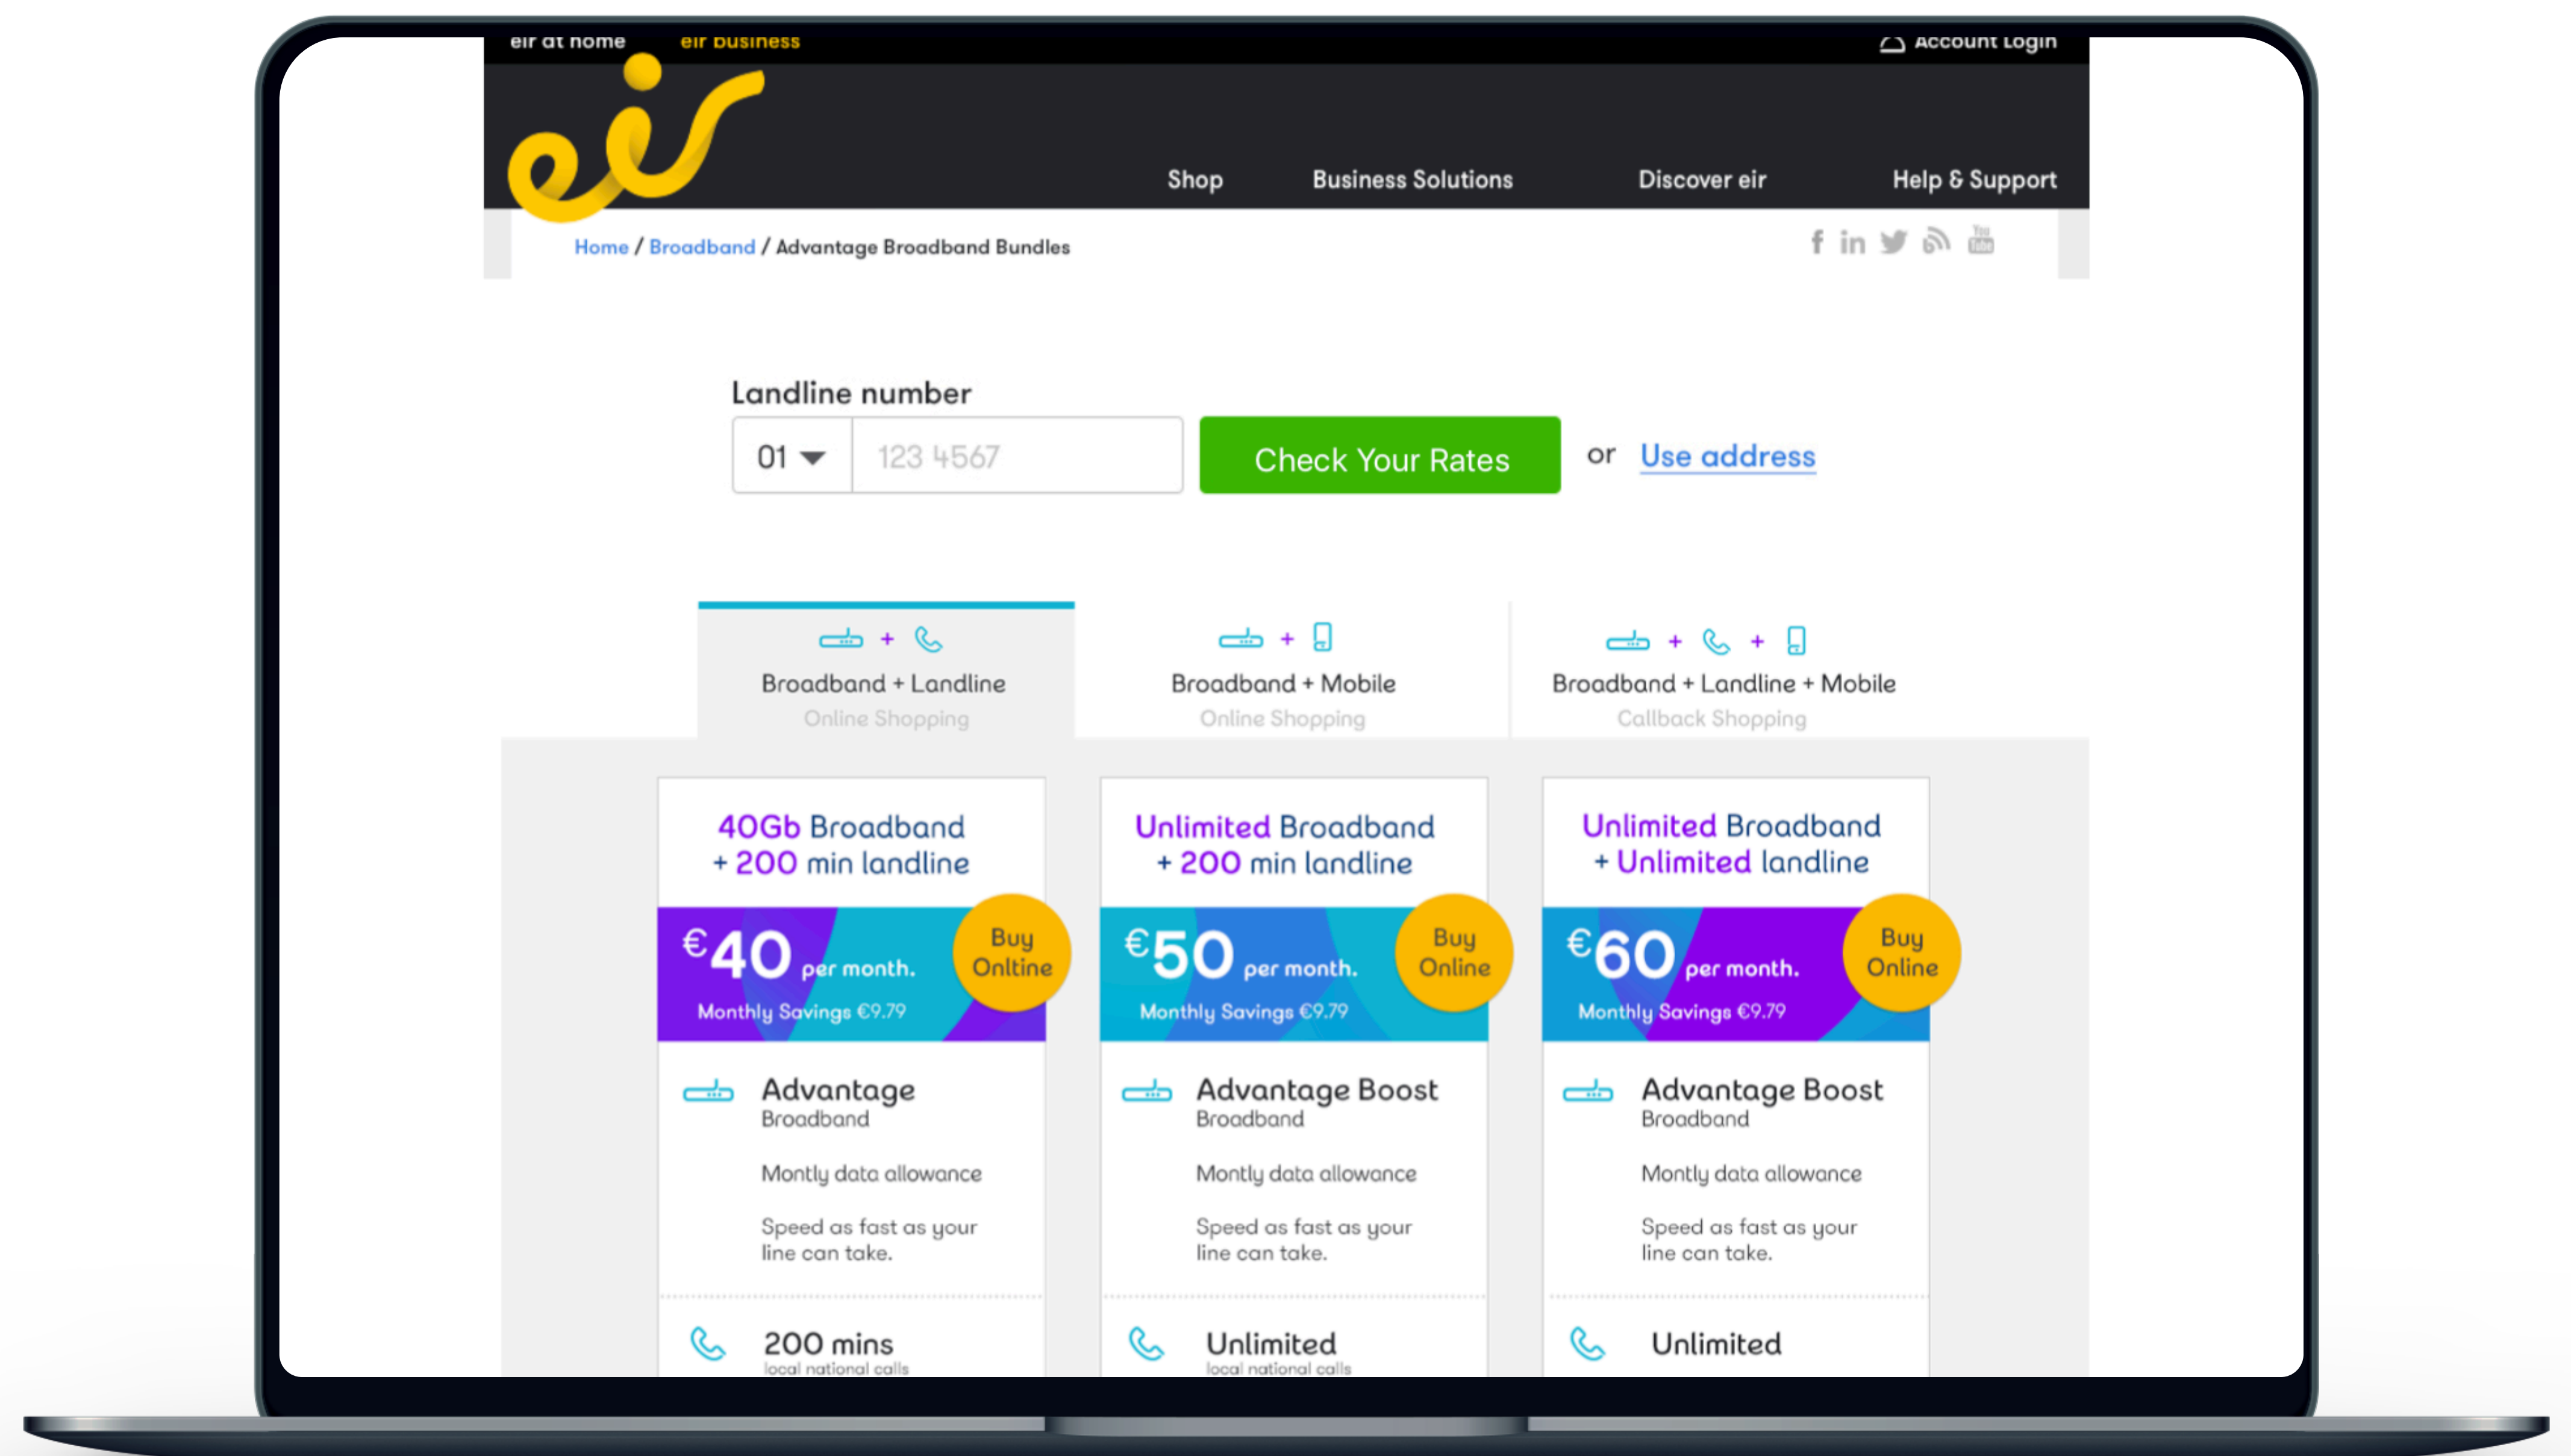 eir at home eir business Account Login
eir
Shop Business Solutions Discover eir Help & Support
Home / Broadband / Advantage Broadband Bundles
f in You Tube
Landline number
01 123 4567 Check Your Rates or Use address
+ + + +
Broadband + Landline Broadband + Mobile Broadband + Landline + Mobile
Online Shopping Online Shopping Callback Shopping
40Gb Broadband
+ 200 min landline
€40 per month.
Monthly Savings €9.79
Buy
Onltine
Advantage
Broadband
Montly data allowance
Speed as fast as your
line can take.
200 mins
local national calls
Unlimited Broadband
+ 200 min landline
€50 per month.
Monthly Savings €9.79
Buy
Online
Advantage Boost
Broadband
Montly data allowance
Speed as fast as your
line can take.
Unlimited
local national calls
Unlimited Broadband
+ Unlimited landline
€60 per month.
Monthly Savings €9.79
Buy
Online
Advantage Boost
Broadband
Montly data allowance
Speed as fast as your
line can take.
Unlimited